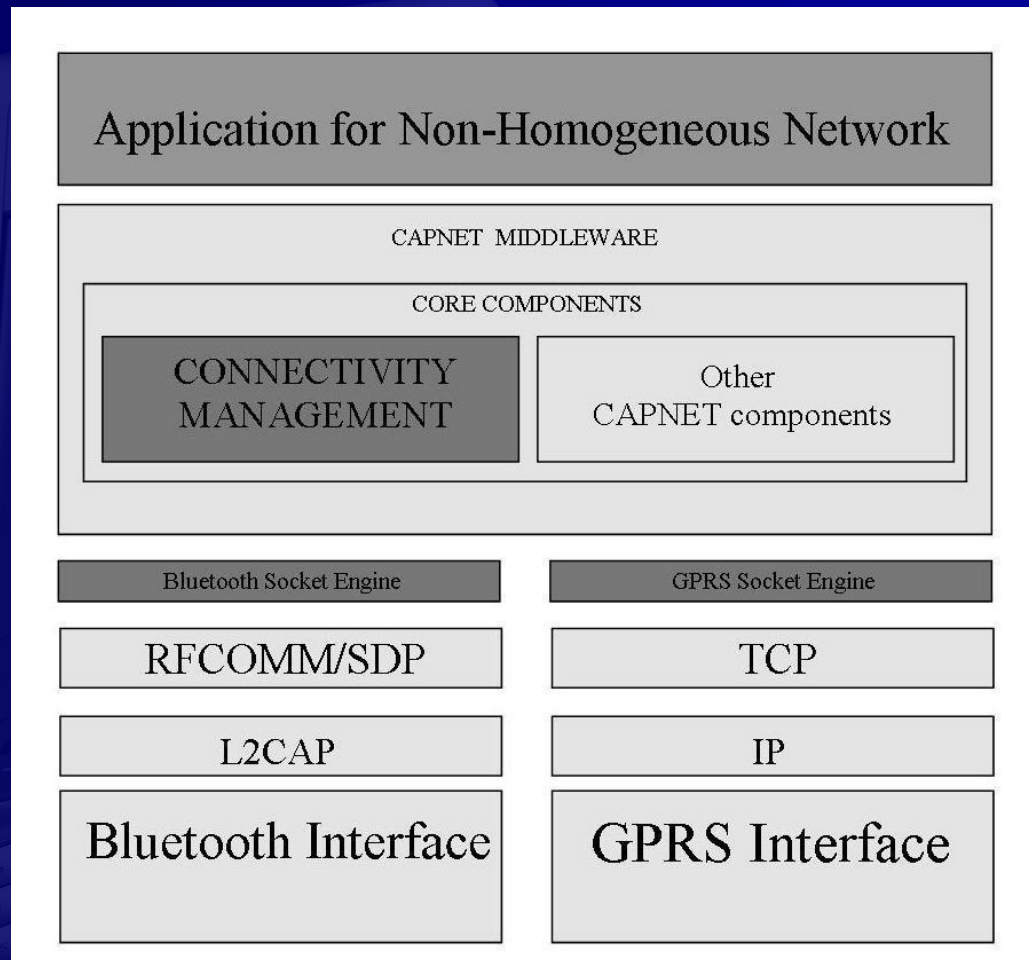 Application for Non-Homogeneous Network
CAPNET MIDDLEWARE
CORE COMPONENTS
CONNECTIVITY
MANAGEMENT
Other
CAPNET components
Bluetooth Socket Engine
GPRS Socket Engine
RFCOMM/SDP
TCP
L2CAP
IP
Bluetooth Interface
GPRS Interface